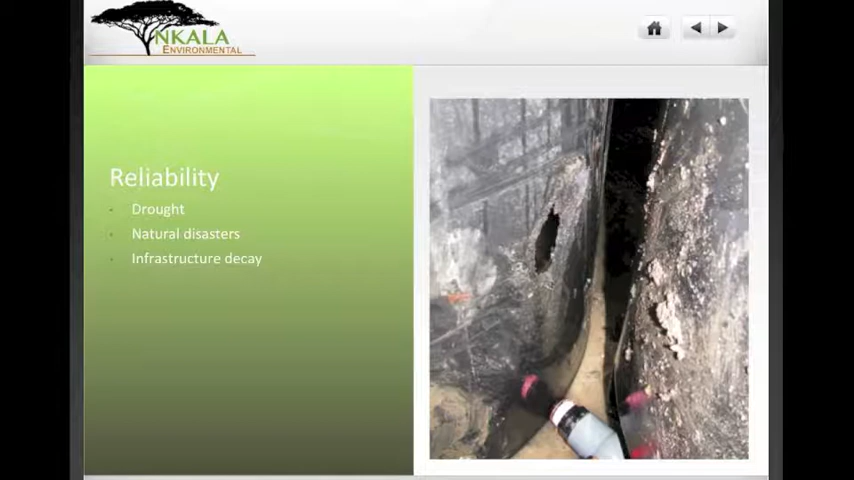 NKALA
ENVIRONMENTAL
Reliability
Drought
Natural disasters
Infrastructure decay